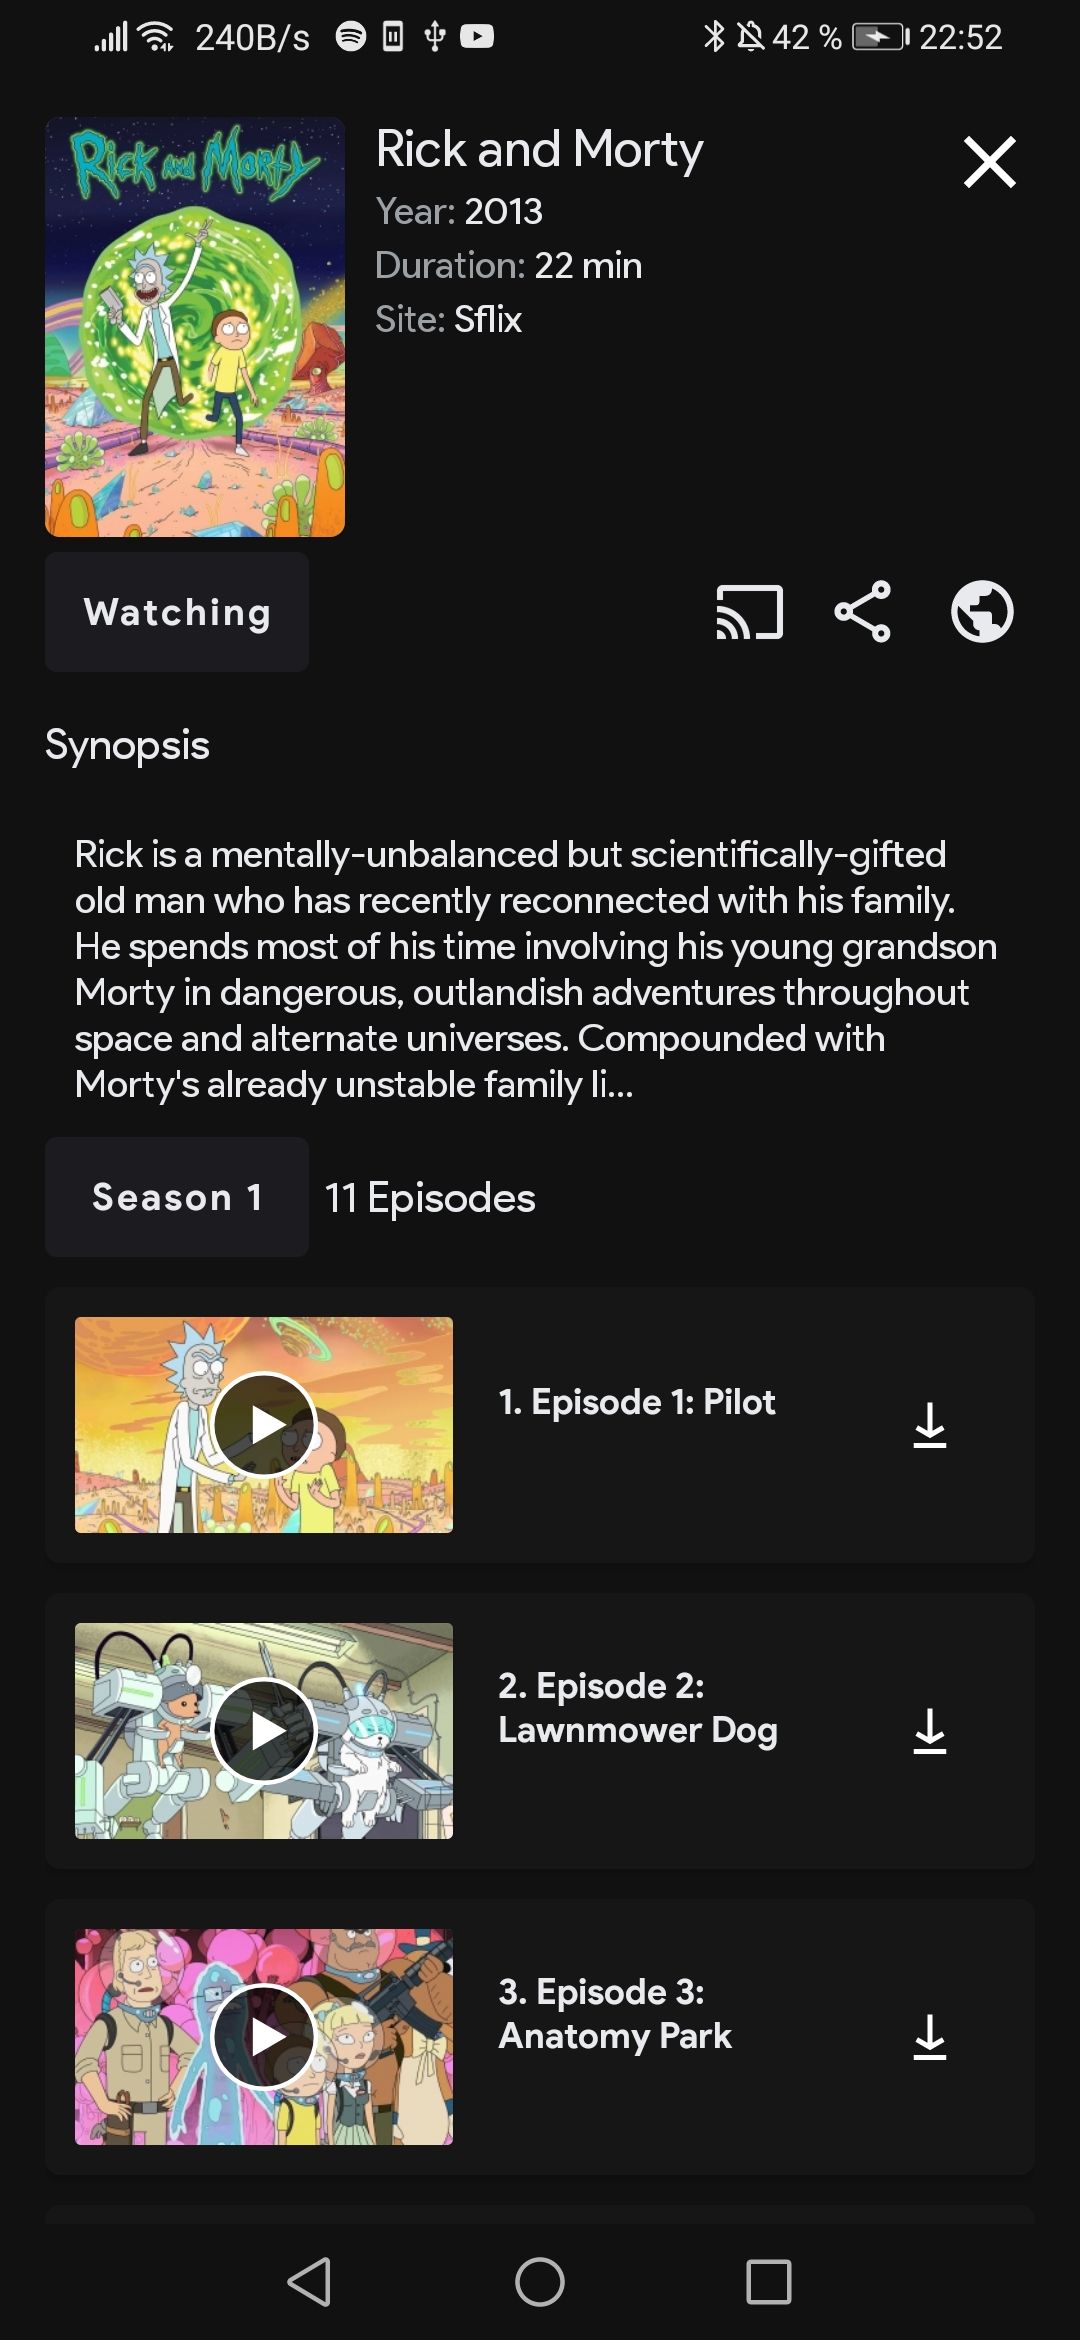 240B/s
42 %
22:52
Rick and Morty
Rick and Morty
Year: 2013
Duration: 22 min
Site: Sflix
Watching
Synopsis
Rick is a mentally-unbalanced but scientifically-gifted
old man who has recently reconnected with his family.
He spends most of his time involving his young grandson
Morty in dangerous, outlandish adventures throughout
space and alternate universes. Compounded with
Morty's already unstable family li...
Season 1
11 Episodes
1. Episode 1: Pilot
2. Episode 2:
Lawnmower Dog
3. Episode 3:
Anatomy Park